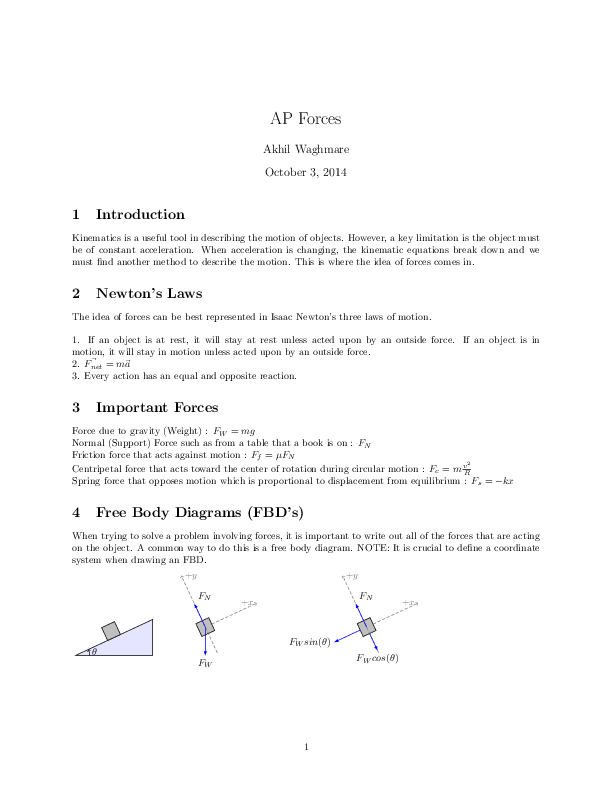 AP Forces
Akhil Waghmare
October 3, 2014
1 Introduction
Kinematics is a useful tool in describing the motion of objects. However, a key limitation is the object must
be of constant acceleration. When acceleration is changing, the kinematic equations break down and we
must find another method to describe the motion. This is where the idea of forces comes in.
2 Newton's Laws
The idea of forces can be best represented in Isaac Newton's three laws of motion.
1. If an object is at rest, it will stay at rest unless acted upon by an outside force. If an object is in
motion, it will stay in motion unless acted upon by an outside force.
2. $\vec{F_{net}} = m\vec{a}$
3. Every action has an equal and opposite reaction.
3 Important Forces
Force due to gravity (Weight) : $F_W = mg$
Normal (Support) Force such as from a table that a book is on : $F_N$
Friction force that acts against motion : $F_f = \mu F_N$
Centripetal force that acts toward the center of rotation during circular motion : $F_c = m\frac{v^2}{R}$
Spring force that opposes motion which is proportional to displacement from equilibrium : $F_s = -kx$
4 Free Body Diagrams (FBD's)
When trying to solve a problem involving forces, it is important to write out all of the forces that are acting
on the object. A common way to do this is a free body diagram. NOTE: It is crucial to define a coordinate
system when drawing an FBD.
θ
+y
$F_N$
+x
$F_W$
+y
$F_N$
+x
$F_W sin(\theta)$
$F_W cos(\theta)$
1